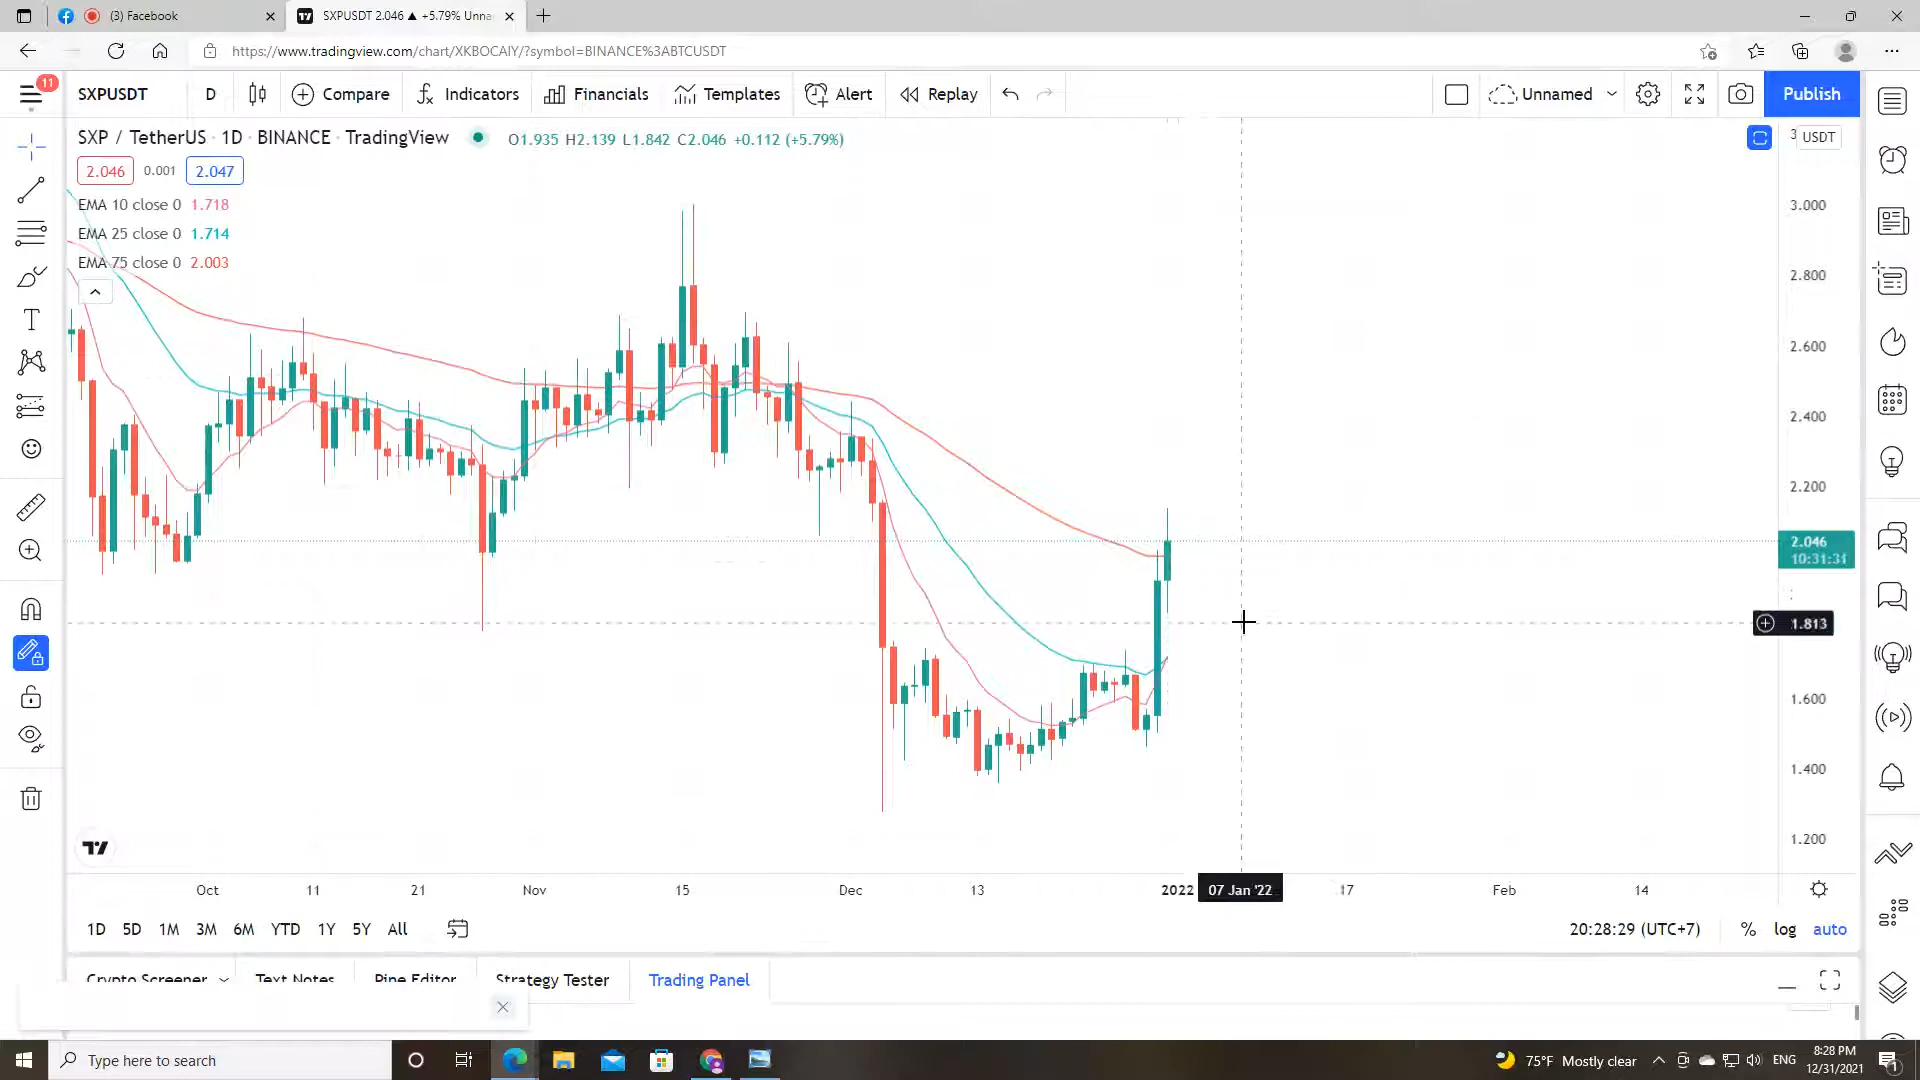 (3) Facebook
SXPUSDT 2.046 ▲ +5.79% Unna
https://www.tradingview.com/chart/XKBOCAIY/?symbol=BINANCE%3ABTCUSDT
11
SXPUSDT D Compare Indicators Financials Templates Alert Replay Unnamed Publish
SXP / TetherUS · 1D · BINANCE · TradingView O1.935 H2.139 L1.842 C2.046 +0.112 (+5.79%)
USDT
2.046 0.001 2.047
EMA 10 close 0 1.718
EMA 25 close 0 1.714
EMA 75 close 0 2.003
3.000
2.800
2.600
2.400
2.200
2.046
10:31:31
1.813
1.600
1.400
1.200
Oct 11 21 Nov 15 Dec 13 2022 07 Jan '22 17 Feb 14
1D 5D 1M 3M 6M YTD 1Y 5Y All 20:28:29 (UTC+7) % log auto
Crypto Screener Text Notes Pine Editor Strategy Tester Trading Panel
Type here to search
75°F Mostly clear ENG
8:28 PM
12/31/2021
1